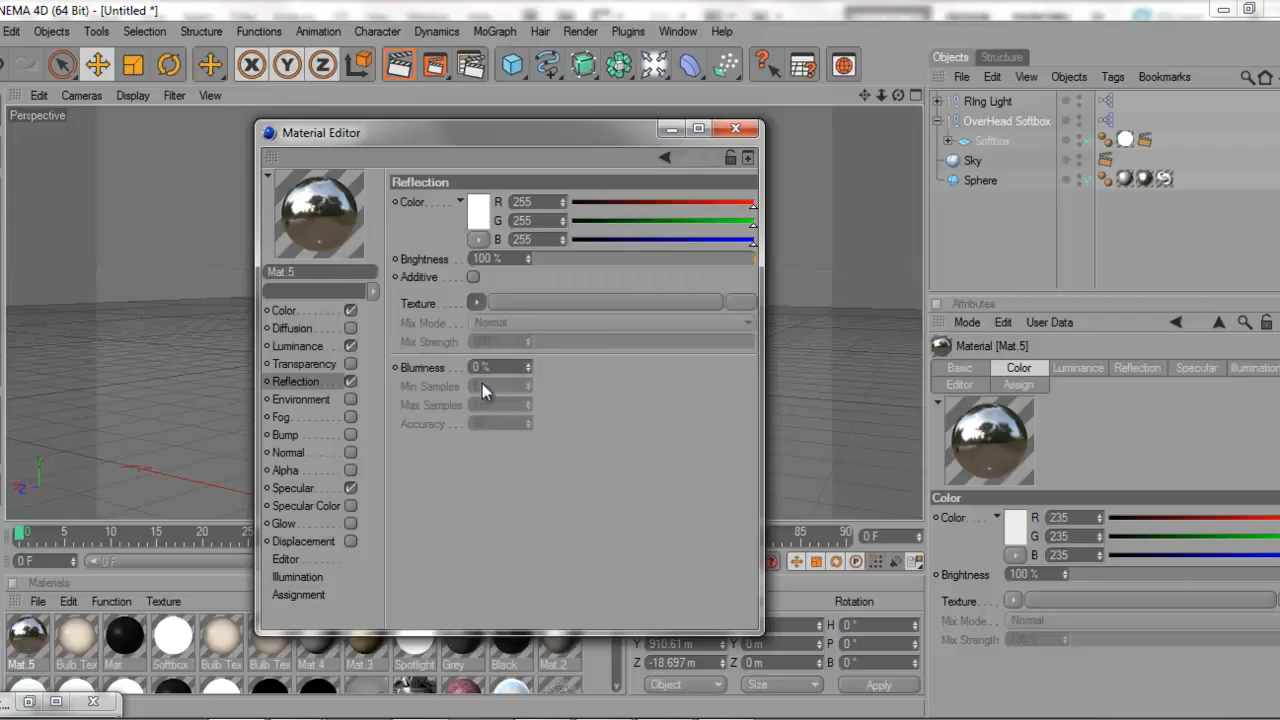 NEMA 4D (64 Bit) - [Untitled *]
Edit Objects Tools Selection Structure Functions Animation Character Dynamics MoGraph Hair Render Plugins Window Help
Edit Cameras Display Filter View
Perspective
Objects Structure
File Edit View Objects Tags Bookmarks
RIng Light
OverHead Softbox
Softbox
Sky
Sphere
Material Editor
Reflection
Color R 255
G 255
B 255
Brightness 100 %
Additive
Texture
Mix Mode Normal
Mix Strength
Blurriness 0 %
Min Samples
Max Samples
Accuracy
Mat.5
Color
Diffusion
Luminance
Transparency
Reflection
Environment
Fog
Bump
Normal
Alpha
Specular
Specular Color
Glow
Displacement
Editor
Illumination
Assignment
Attributes
Mode Edit User Data
Material [Mat.5]
Basic Color Luminance Reflection Specular Illumination
Editor Assign
Color
Color R 235
G 235
B 235
Brightness 100 %
Texture
Mix Mode Normal
Mix Strength 100 %
0 5 10 15 20 25 85 90 0 F
0 F 0 F
Materials
File Edit Function Texture
Mat.5 Bulb Tex Mat Softbox Bulb Tex Bulb Tex Mat.4 Mat.3 Spotlight Grey Black Mat.2
Rotation
H 0 °
Y 910.61 m Y 0 m P 0 °
Z -18.697 m Z 0 m B 0 °
Object Size Apply